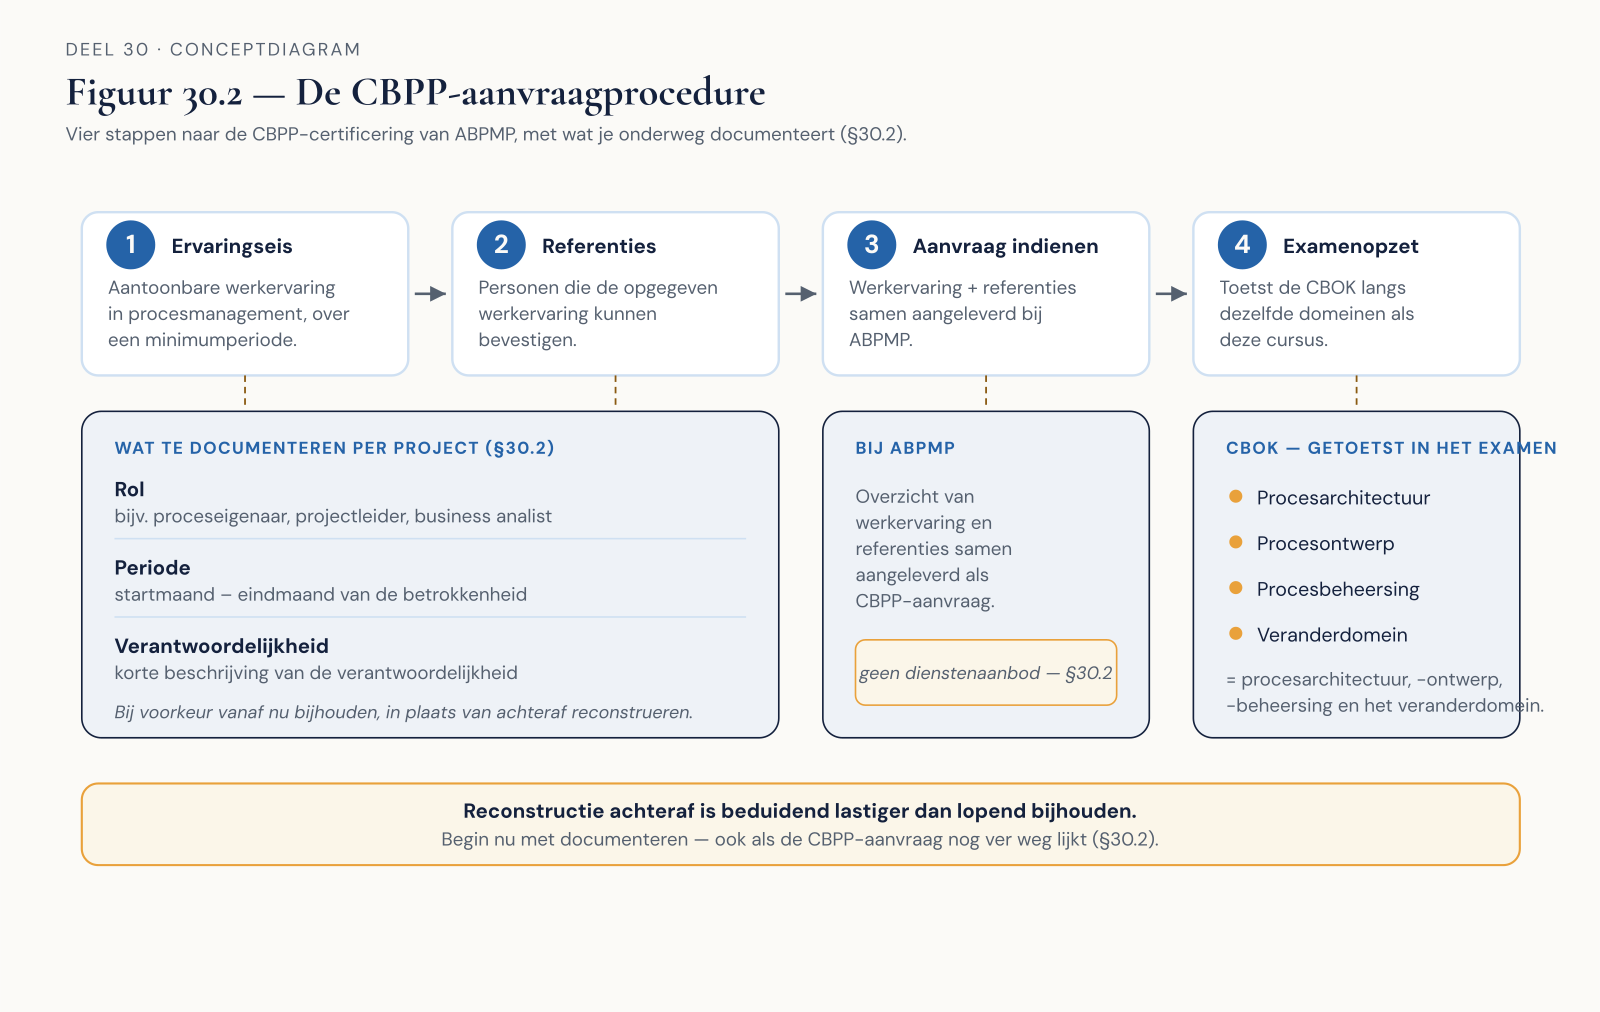 DEEL 30 · CONCEPTDIAGRAM
Figuur 30.2 — De CBPP-aanvraagprocedure
Vier stappen naar de CBPP-certificering van ABPMP, met wat je onderweg documenteert (§30.2).
1
Ervaringseis
Aantoonbare werkervaring
in procesmanagement, over
een minimumperiode.
2
Referenties
Personen die de opgegeven
werkervaring kunnen
bevestigen.
3
Aanvraag indienen
Werkervaring + referenties
samen aangeleverd bij
ABPMP.
4
Examenopzet
Toetst de CBOK langs
dezelfde domeinen als
deze cursus.
WAT TE DOCUMENTEREN PER PROJECT (§30.2)
Rol
bijv. proceseigenaar, projectleider, business analist
Periode
startmaand – eindmaand van de betrokkenheid
Verantwoordelijkheid
korte beschrijving van de verantwoordelijkheid
Bij voorkeur vanaf nu bijhouden, in plaats van achteraf reconstrueren.
BIJ ABPMP
Overzicht van
werkervaring en
referenties samen
aangeleverd als
CBPP-aanvraag.
geen dienstenaanbod — §30.2
CBOK — GETOETST IN HET EXAMEN
Procesarchitectuur
Procesontwerp
Procesbeheersing
Veranderdomein
= procesarchitectuur, -ontwerp,
-beheersing en het veranderdomein.
Reconstructie achteraf is beduidend lastiger dan lopend bijhouden.
Begin nu met documenteren — ook als de CBPP-aanvraag nog ver weg lijkt (§30.2).